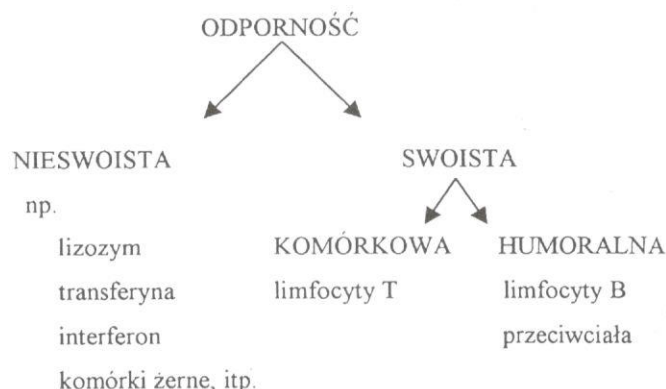 ODPORNOŚĆ
NIESWOISTA SWOISTA
np.
lizozym KOMÓRKOWA HUMORALNA
transferyna limfocyty T limfocyty B
interferon przeciwciała
komórki żerne, itp.